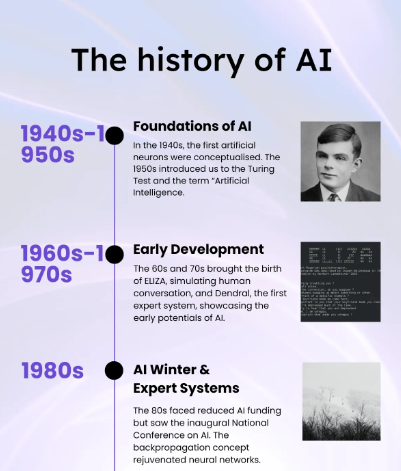 The history of AI
1940s-1
950s
Foundations of AI
In the 1940s, the first artificial
neurons were conceptualised. The
1950s introduced us to the Turing
Test and the term “Artificial
Intelligence.
1960s-1
970s
Early Development
The 60s and 70s brought the birth
of ELIZA, simulating human
conversation, and Dendral, the first
expert system, showcasing the
early potentials of AI.
1980s
AI Winter &
Expert Systems
The 80s faced reduced AI funding
but saw the inaugural National
Conference on AI. The
backpropagation concept
rejuvenated neural networks.